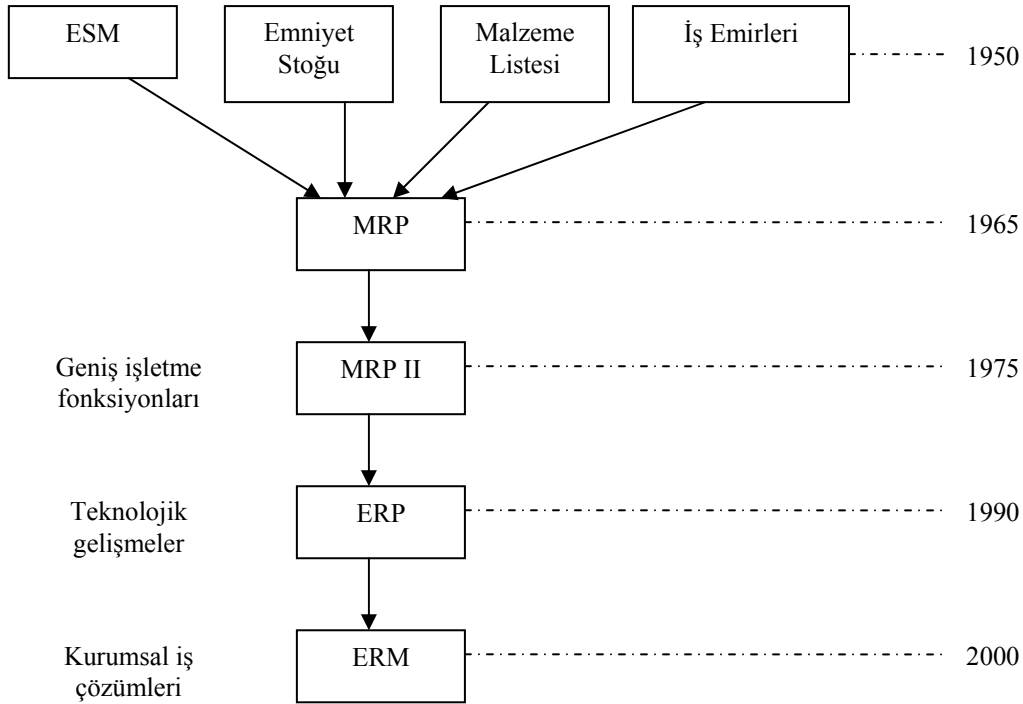 ESM
Emniyet
Stoğu
Malzeme
Listesi
İş Emirleri
1950
MRP
1965
Geniş işletme
fonksiyonları
MRP II
1975
Teknolojik
gelişmeler
ERP
1990
Kurumsal iş
çözümleri
ERM
2000